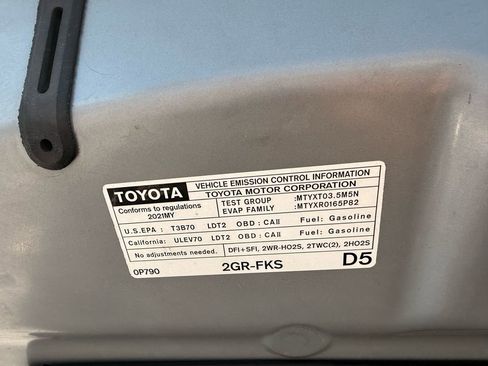 TOYOTA
VEHICLE EMISSION CONTROL INFORMATION
TOYOTA MOTOR CORPORATION
Conforms to regulations
2021MY
TEST GROUP :MTYXT03.5M5N
EVAP FAMILY :MTYXR0165P82
U.S.EPA : T3B70 LDT2 OBD : CAII Fuel: Gasoline
California: ULEV70 LDT2 OBD : CAII Fuel: Gasoline
No adjustments needed. DFI+SFI, 2WR-HO2S, 2TWC(2), 2HO2S
0P790 2GR-FKS D5